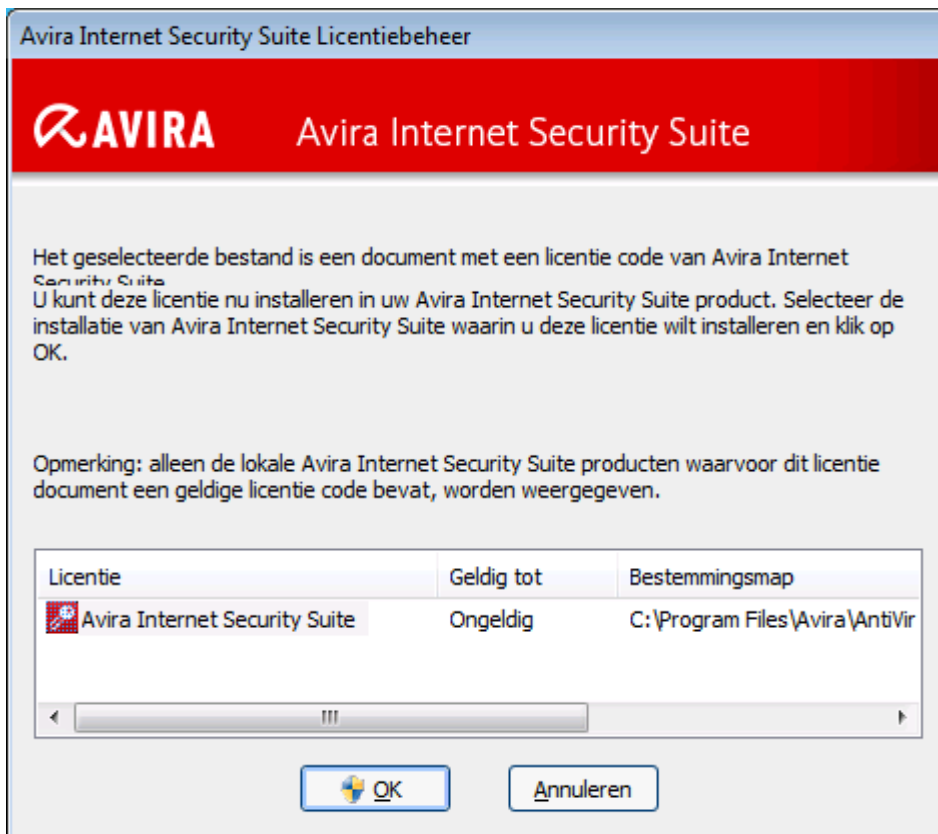 Avira Internet Security Suite Licentiebeheer
AVIRA Avira Internet Security Suite
Het geselecteerde bestand is een document met een licentie code van Avira Internet
Security Suite
U kunt deze licentie nu installeren in uw Avira Internet Security Suite product. Selecteer de
installatie van Avira Internet Security Suite waarin u deze licentie wilt installeren en klik op
OK.
Opmerking: alleen de lokale Avira Internet Security Suite producten waarvoor dit licentie
document een geldige licentie code bevat, worden weergegeven.
Licentie Geldig tot Bestemmingsmap
Avira Internet Security Suite Ongeldig C:\Program Files\Avira\AntiVir
OK Annuleren